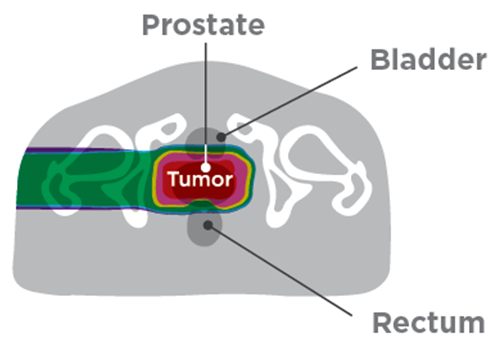 Prostate
Bladder
Tumor
Rectum